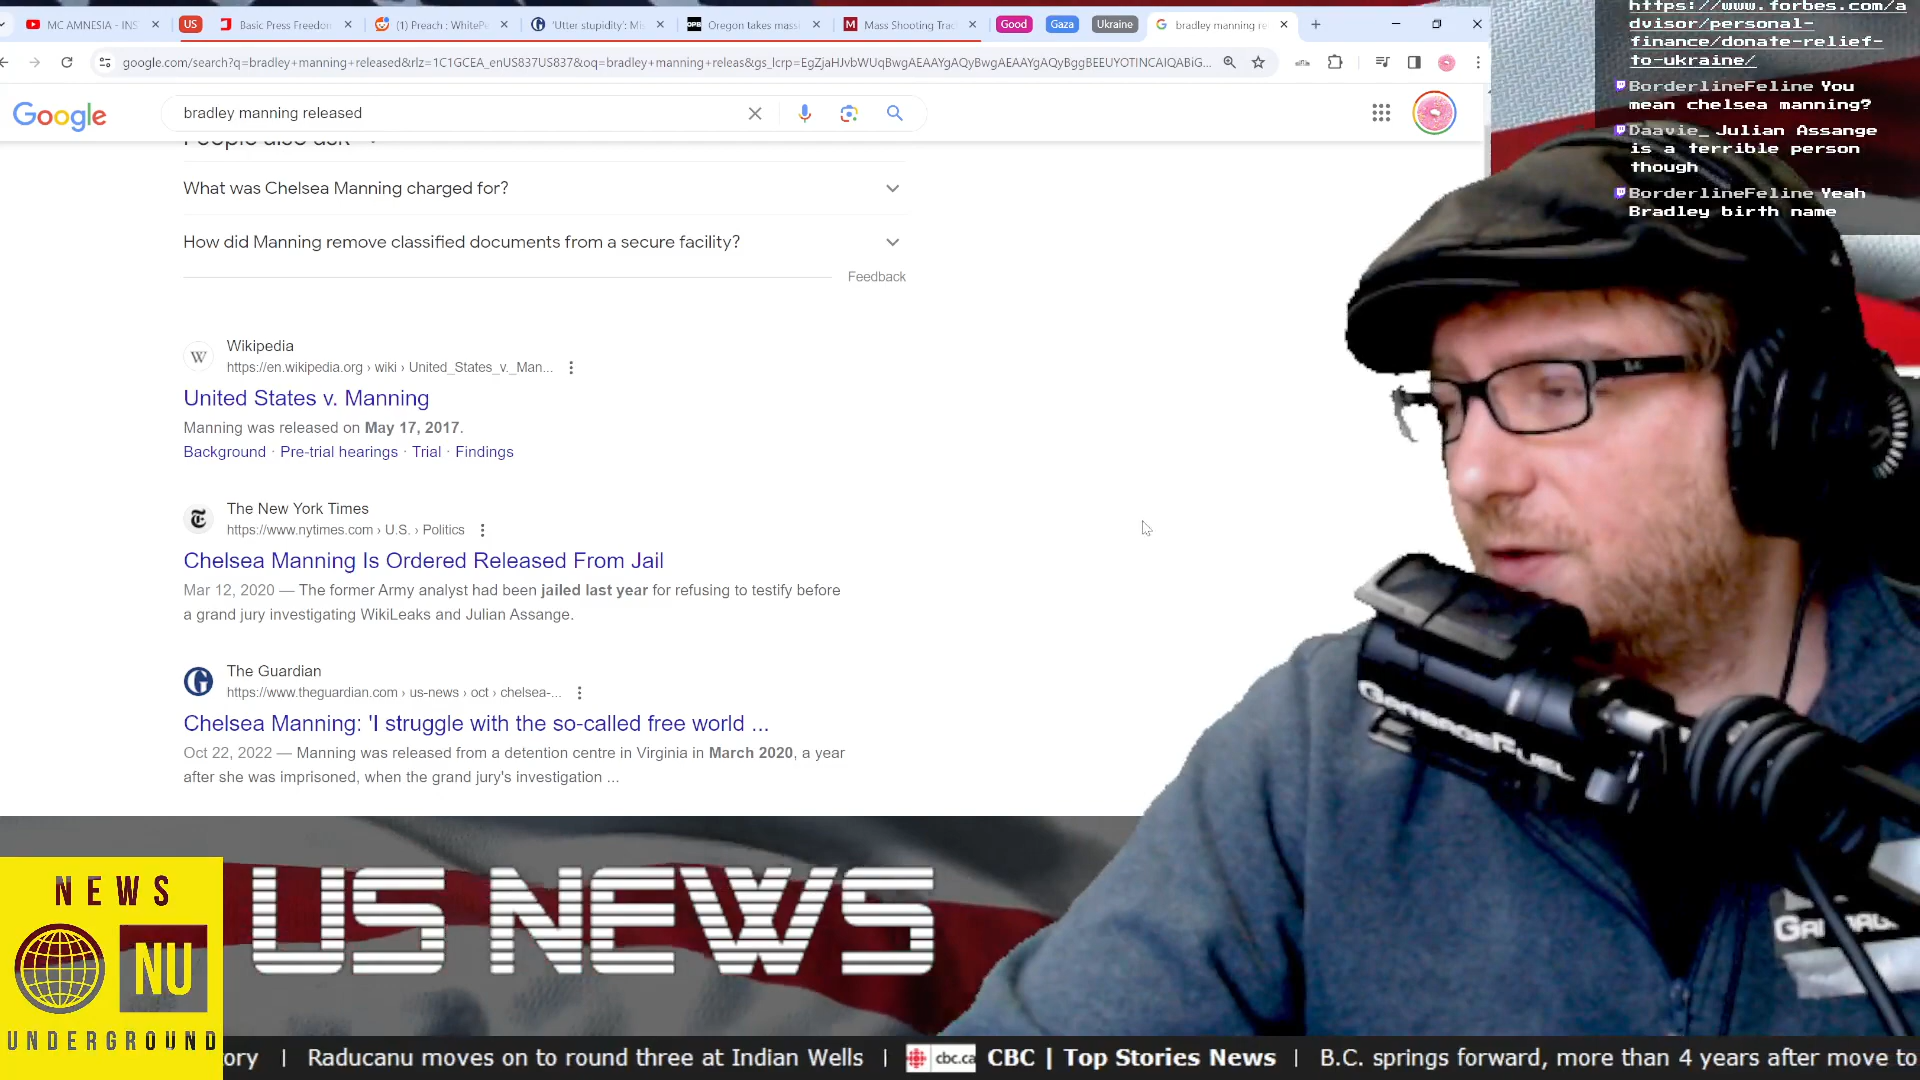 MC AMNESIA - INS
US
Basic Press Freedom
(1) Preach : WhitePe
'Utter stupidity': Mi
Oregon takes mass
Mass Shooting Trac
Good
Gaza
Ukraine
bradley manning re
google.com/search?q=bradley+manning+released&rlz=1C1GCEA_enUS837US837&oq=bradley+manning+releas&gs_lcrp=EgZjaHJvbWUqBwgAEAAYgAQyBwgAEAAYgAQyBggBEEUYOTINCAIQABiG...
Google
bradley manning released
People also ask
What was Chelsea Manning charged for?
How did Manning remove classified documents from a secure facility?
Feedback
Wikipedia
https://en.wikipedia.org › wiki › United_States_v._Man...
United States v. Manning
Manning was released on May 17, 2017.
Background · Pre-trial hearings · Trial · Findings
The New York Times
https://www.nytimes.com › U.S. › Politics
Chelsea Manning Is Ordered Released From Jail
Mar 12, 2020 — The former Army analyst had been jailed last year for refusing to testify before
a grand jury investigating WikiLeaks and Julian Assange.
The Guardian
https://www.theguardian.com › us-news › oct › chelsea-...
Chelsea Manning: 'I struggle with the so-called free world ...
Oct 22, 2022 — Manning was released from a detention centre in Virginia in March 2020, a year
after she was imprisoned, when the grand jury's investigation ...
https://www.forbes.com/a
dvisor/personal-
finance/donate-relief-
to-ukraine/
BorderlineFeline You
mean chelsea manning?
Daavie_ Julian Assange
is a terrible person
though
BorderlineFeline Yeah
Bradley birth name
GamersFuel
NEWS
NU
UNDERGROUND
US NEWS
ory | Raducanu moves on to round three at Indian Wells | cbc.ca CBC | Top Stories News | B.C. springs forward, more than 4 years after move to